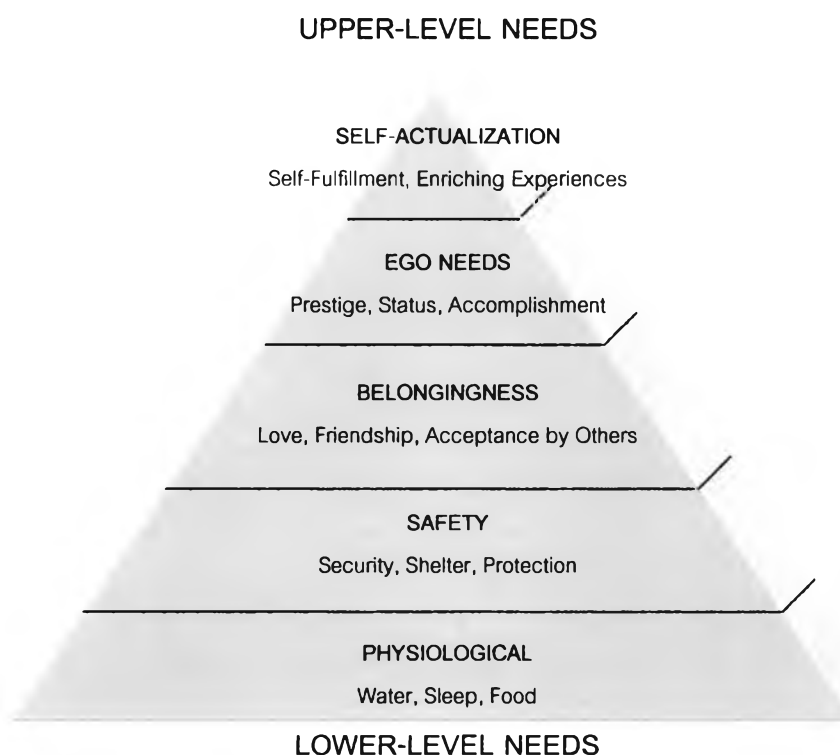 UPPER-LEVEL NEEDS
SELF-ACTUALIZATION
Self-Fulfillment, Enriching Experiences
EGO NEEDS
Prestige, Status, Accomplishment
BELONGINGNESS
Love, Friendship, Acceptance by Others
SAFETY
Security, Shelter, Protection
PHYSIOLOGICAL
Water, Sleep, Food
LOWER-LEVEL NEEDS